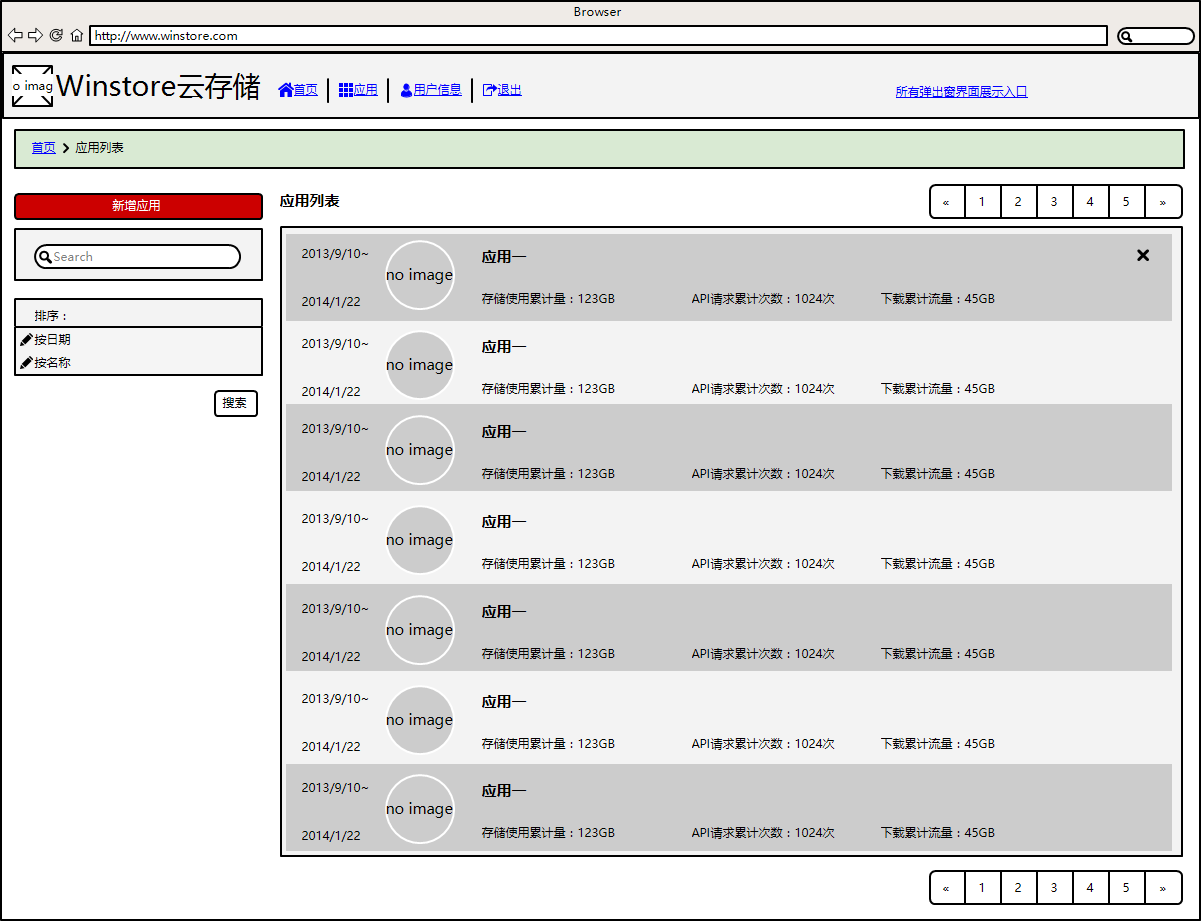 Browser
http://www.winstore.com
o imag
Winstore云存储
首页
应用
用户信息
退出
所有弹出窗界面展示入口
首页 > 应用列表
新增应用
Search
排序：
按日期
按名称
搜索
应用列表
« 1 2 3 4 5 »
2013/9/10~
2014/1/22
no image
应用一
存储使用累计量：123GB API请求累计次数：1024次 下载累计流量：45GB
2013/9/10~
2014/1/22
no image
应用一
存储使用累计量：123GB API请求累计次数：1024次 下载累计流量：45GB
2013/9/10~
2014/1/22
no image
应用一
存储使用累计量：123GB API请求累计次数：1024次 下载累计流量：45GB
2013/9/10~
2014/1/22
no image
应用一
存储使用累计量：123GB API请求累计次数：1024次 下载累计流量：45GB
2013/9/10~
2014/1/22
no image
应用一
存储使用累计量：123GB API请求累计次数：1024次 下载累计流量：45GB
2013/9/10~
2014/1/22
no image
应用一
存储使用累计量：123GB API请求累计次数：1024次 下载累计流量：45GB
2013/9/10~
2014/1/22
no image
应用一
存储使用累计量：123GB API请求累计次数：1024次 下载累计流量：45GB
« 1 2 3 4 5 »